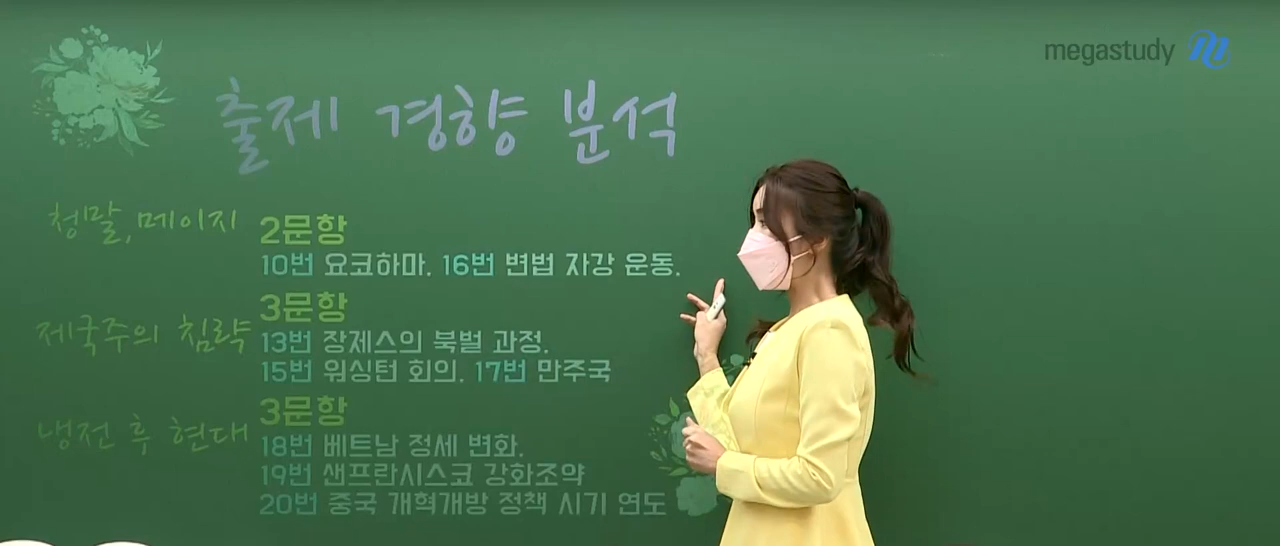 megastudy
출제 경향 분석
청말, 메이지
2문항
10번 요코하마. 16번 변법 자강 운동.
제국주의 침략
3문항
13번 장제스의 북벌 과정.
15번 워싱턴 회의. 17번 만주국
냉전 후 현대
3문항
18번 베트남 정세 변화.
19번 샌프란시스코 강화조약
20번 중국 개혁개방 정책 시기 연도